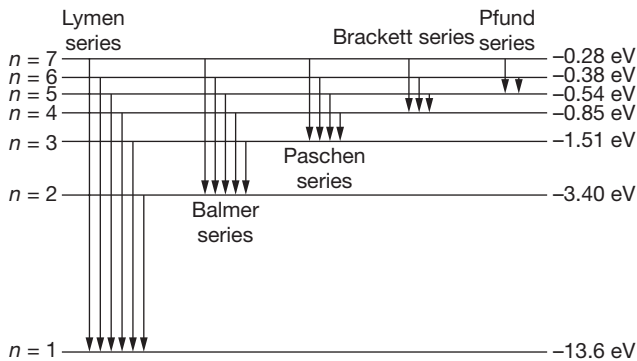 Lymen series
Brackett series
Pfund series
n = 7
–0.28 eV
n = 6
–0.38 eV
n = 5
–0.54 eV
n = 4
–0.85 eV
n = 3
–1.51 eV
Paschen series
n = 2
–3.40 eV
Balmer series
n = 1
–13.6 eV